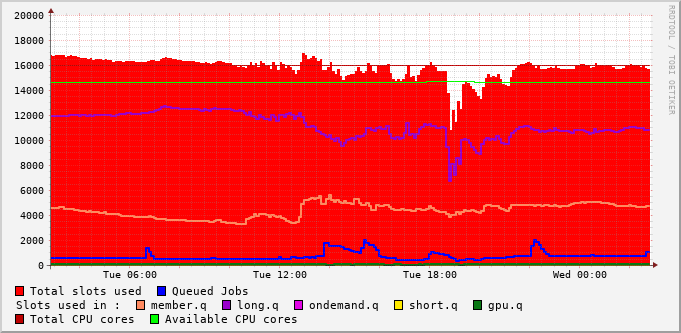 20000
18000
16000
14000
12000
10000
8000
6000
4000
2000
0
Tue 06:00 Tue 12:00 Tue 18:00 Wed 00:00
RRDTOOL / TOBI OETIKER
Total slots used Queued Jobs
Slots used in : member.q long.q ondemand.q short.q gpu.q
Total CPU cores Available CPU cores